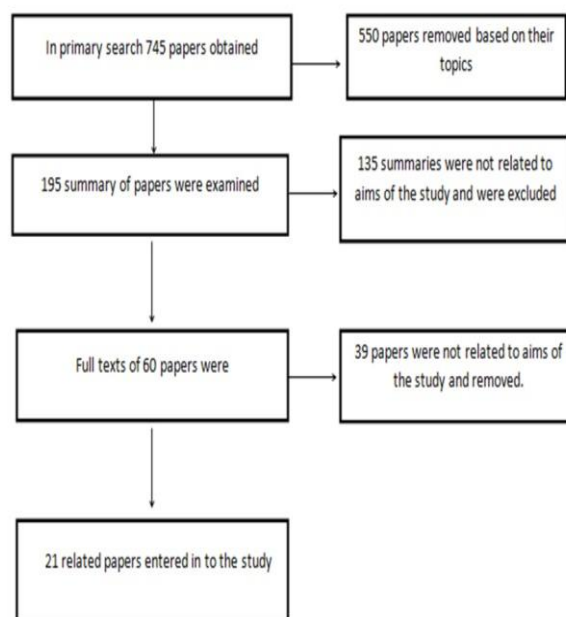 In primary search 745 papers obtained
550 papers removed based on their
topics
195 summary of papers were examined
135 summaries were not related to
aims of the study and were excluded
Full texts of 60 papers were
39 papers were not related to aims of
the study and removed.
21 related papers entered in to the study